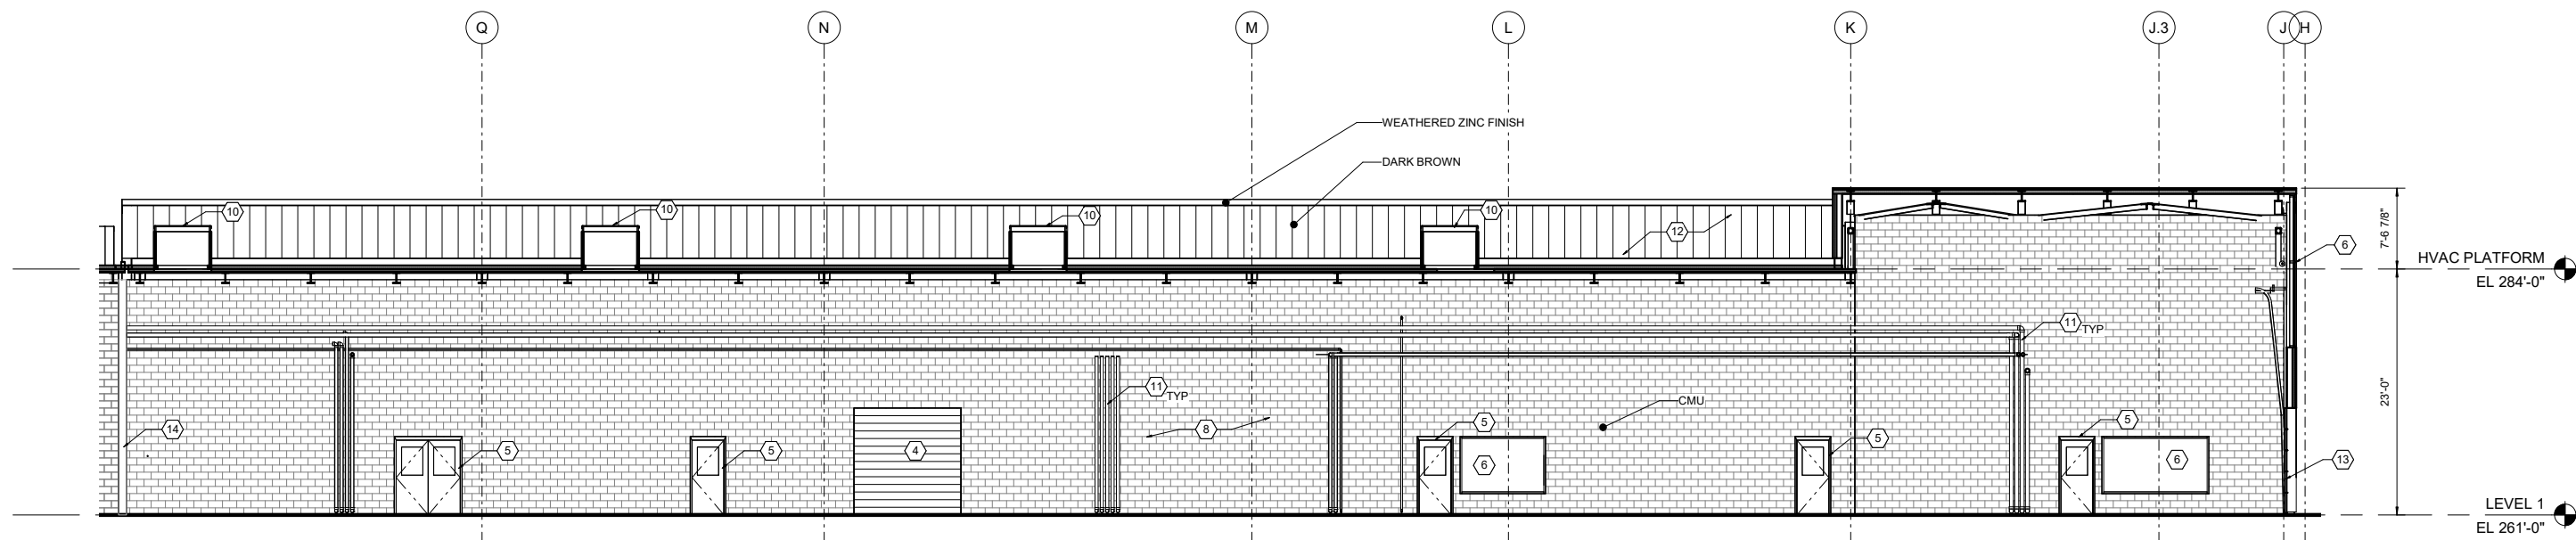 Q N M L K J.3 J H
WEATHERED ZINC FINISH
DARK BROWN
10 10 10 10
12
7'-6 7/8"
6
HVAC PLATFORM
EL 284'-0"
11 TYP
11 TYP
CMU
23'-0"
14
5
5
4
8
5
6
5
5
6
13
LEVEL 1
EL 261'-0"